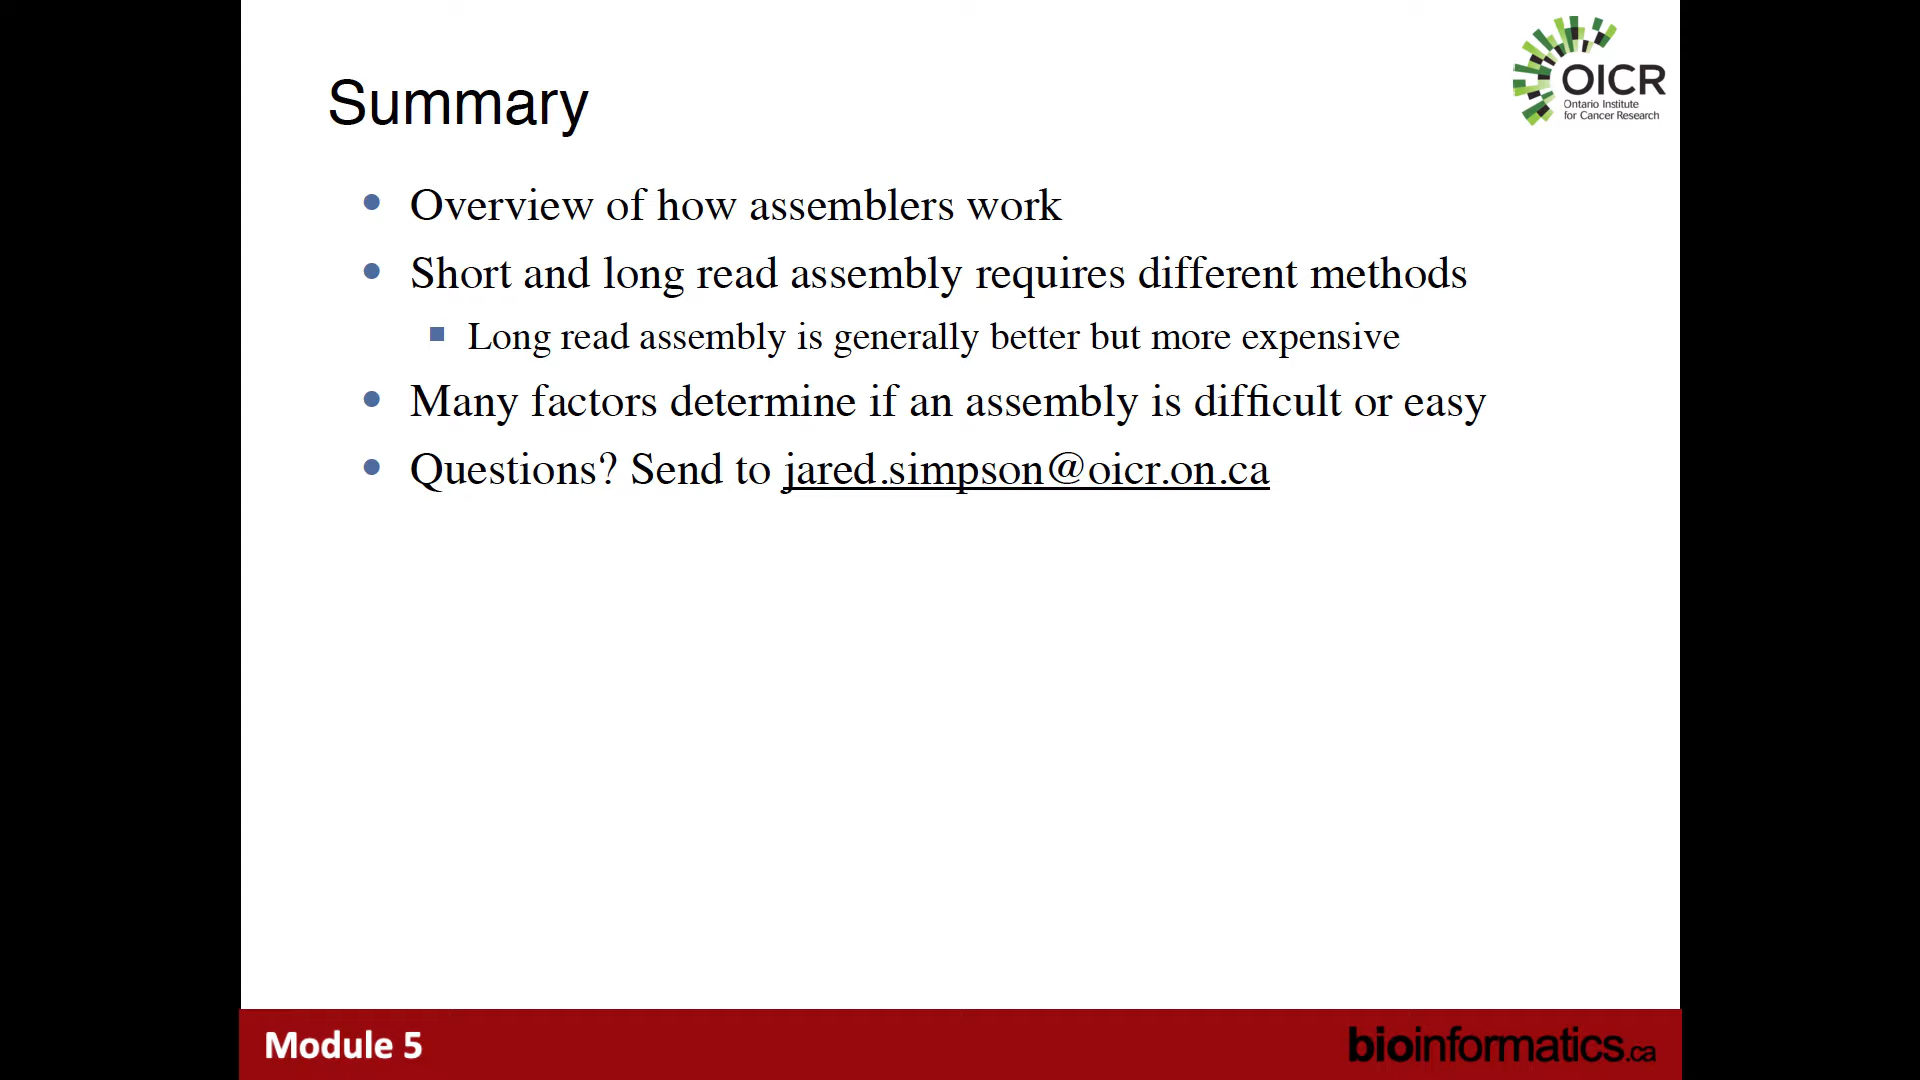 Summary
OICR
Ontario Institute
for Cancer Research
Overview of how assemblers work
Short and long read assembly requires different methods
Long read assembly is generally better but more expensive
Many factors determine if an assembly is difficult or easy
Questions? Send to jared.simpson@oicr.on.ca
Module 5
bioinformatics.ca